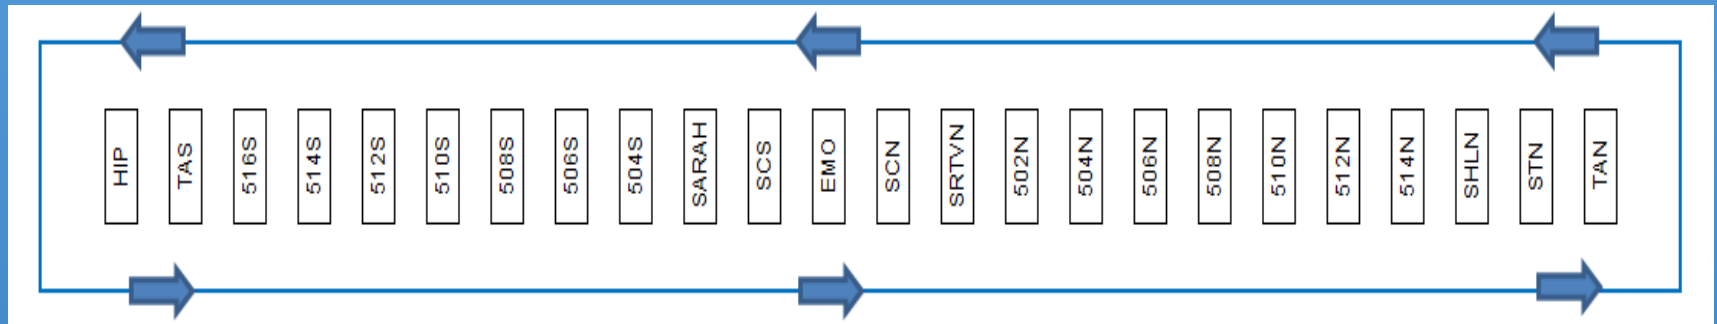 HIP
TAS
516S
514S
512S
510S
508S
506S
504S
SARAH
SCS
EMO
SCN
SRTVN
502N
504N
506N
508N
510N
512N
514N
SHLN
STN
TAN